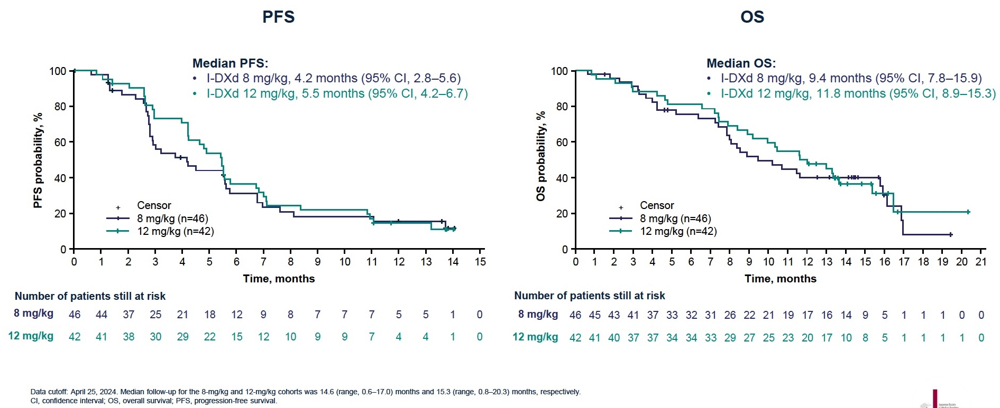 PFS
Median PFS:
• I-DXd 8 mg/kg, 4.2 months (95% CI, 2.8–5.6)
• I-DXd 12 mg/kg, 5.5 months (95% CI, 4.2–6.7)
PFS probability, %
100
80
60
40
20
0
+ Censor
8 mg/kg (n=46)
12 mg/kg (n=42)
0 1 2 3 4 5 6 7 8 9 10 11 12 13 14 15
Time, months
Number of patients still at risk
8 mg/kg 46 44 37 25 21 18 12 9 8 7 7 7 5 5 1 0
12 mg/kg 42 41 38 30 29 22 15 12 10 9 9 7 4 4 1 0
OS
Median OS:
• I-DXd 8 mg/kg, 9.4 months (95% CI, 7.8–15.9)
• I-DXd 12 mg/kg, 11.8 months (95% CI, 8.9–15.3)
OS probability, %
100
80
60
40
20
0
+ Censor
8 mg/kg (n=46)
12 mg/kg (n=42)
0 1 2 3 4 5 6 7 8 9 10 11 12 13 14 15 16 17 18 19 20 21
Time, months
Number of patients still at risk
8 mg/kg 46 45 43 41 37 33 32 31 26 22 21 19 17 16 14 9 5 1 1 1 0 0
12 mg/kg 42 41 40 37 37 34 34 33 29 27 25 23 20 17 10 8 5 1 1 1 1 0
Data cutoff: April 25, 2024. Median follow-up for the 8-mg/kg and 12-mg/kg cohorts was 14.6 (range, 0.6–17.0) months and 15.3 (range, 0.8–20.3) months, respectively.
CI, confidence interval; OS, overall survival; PFS, progression-free survival.
Japanese Society